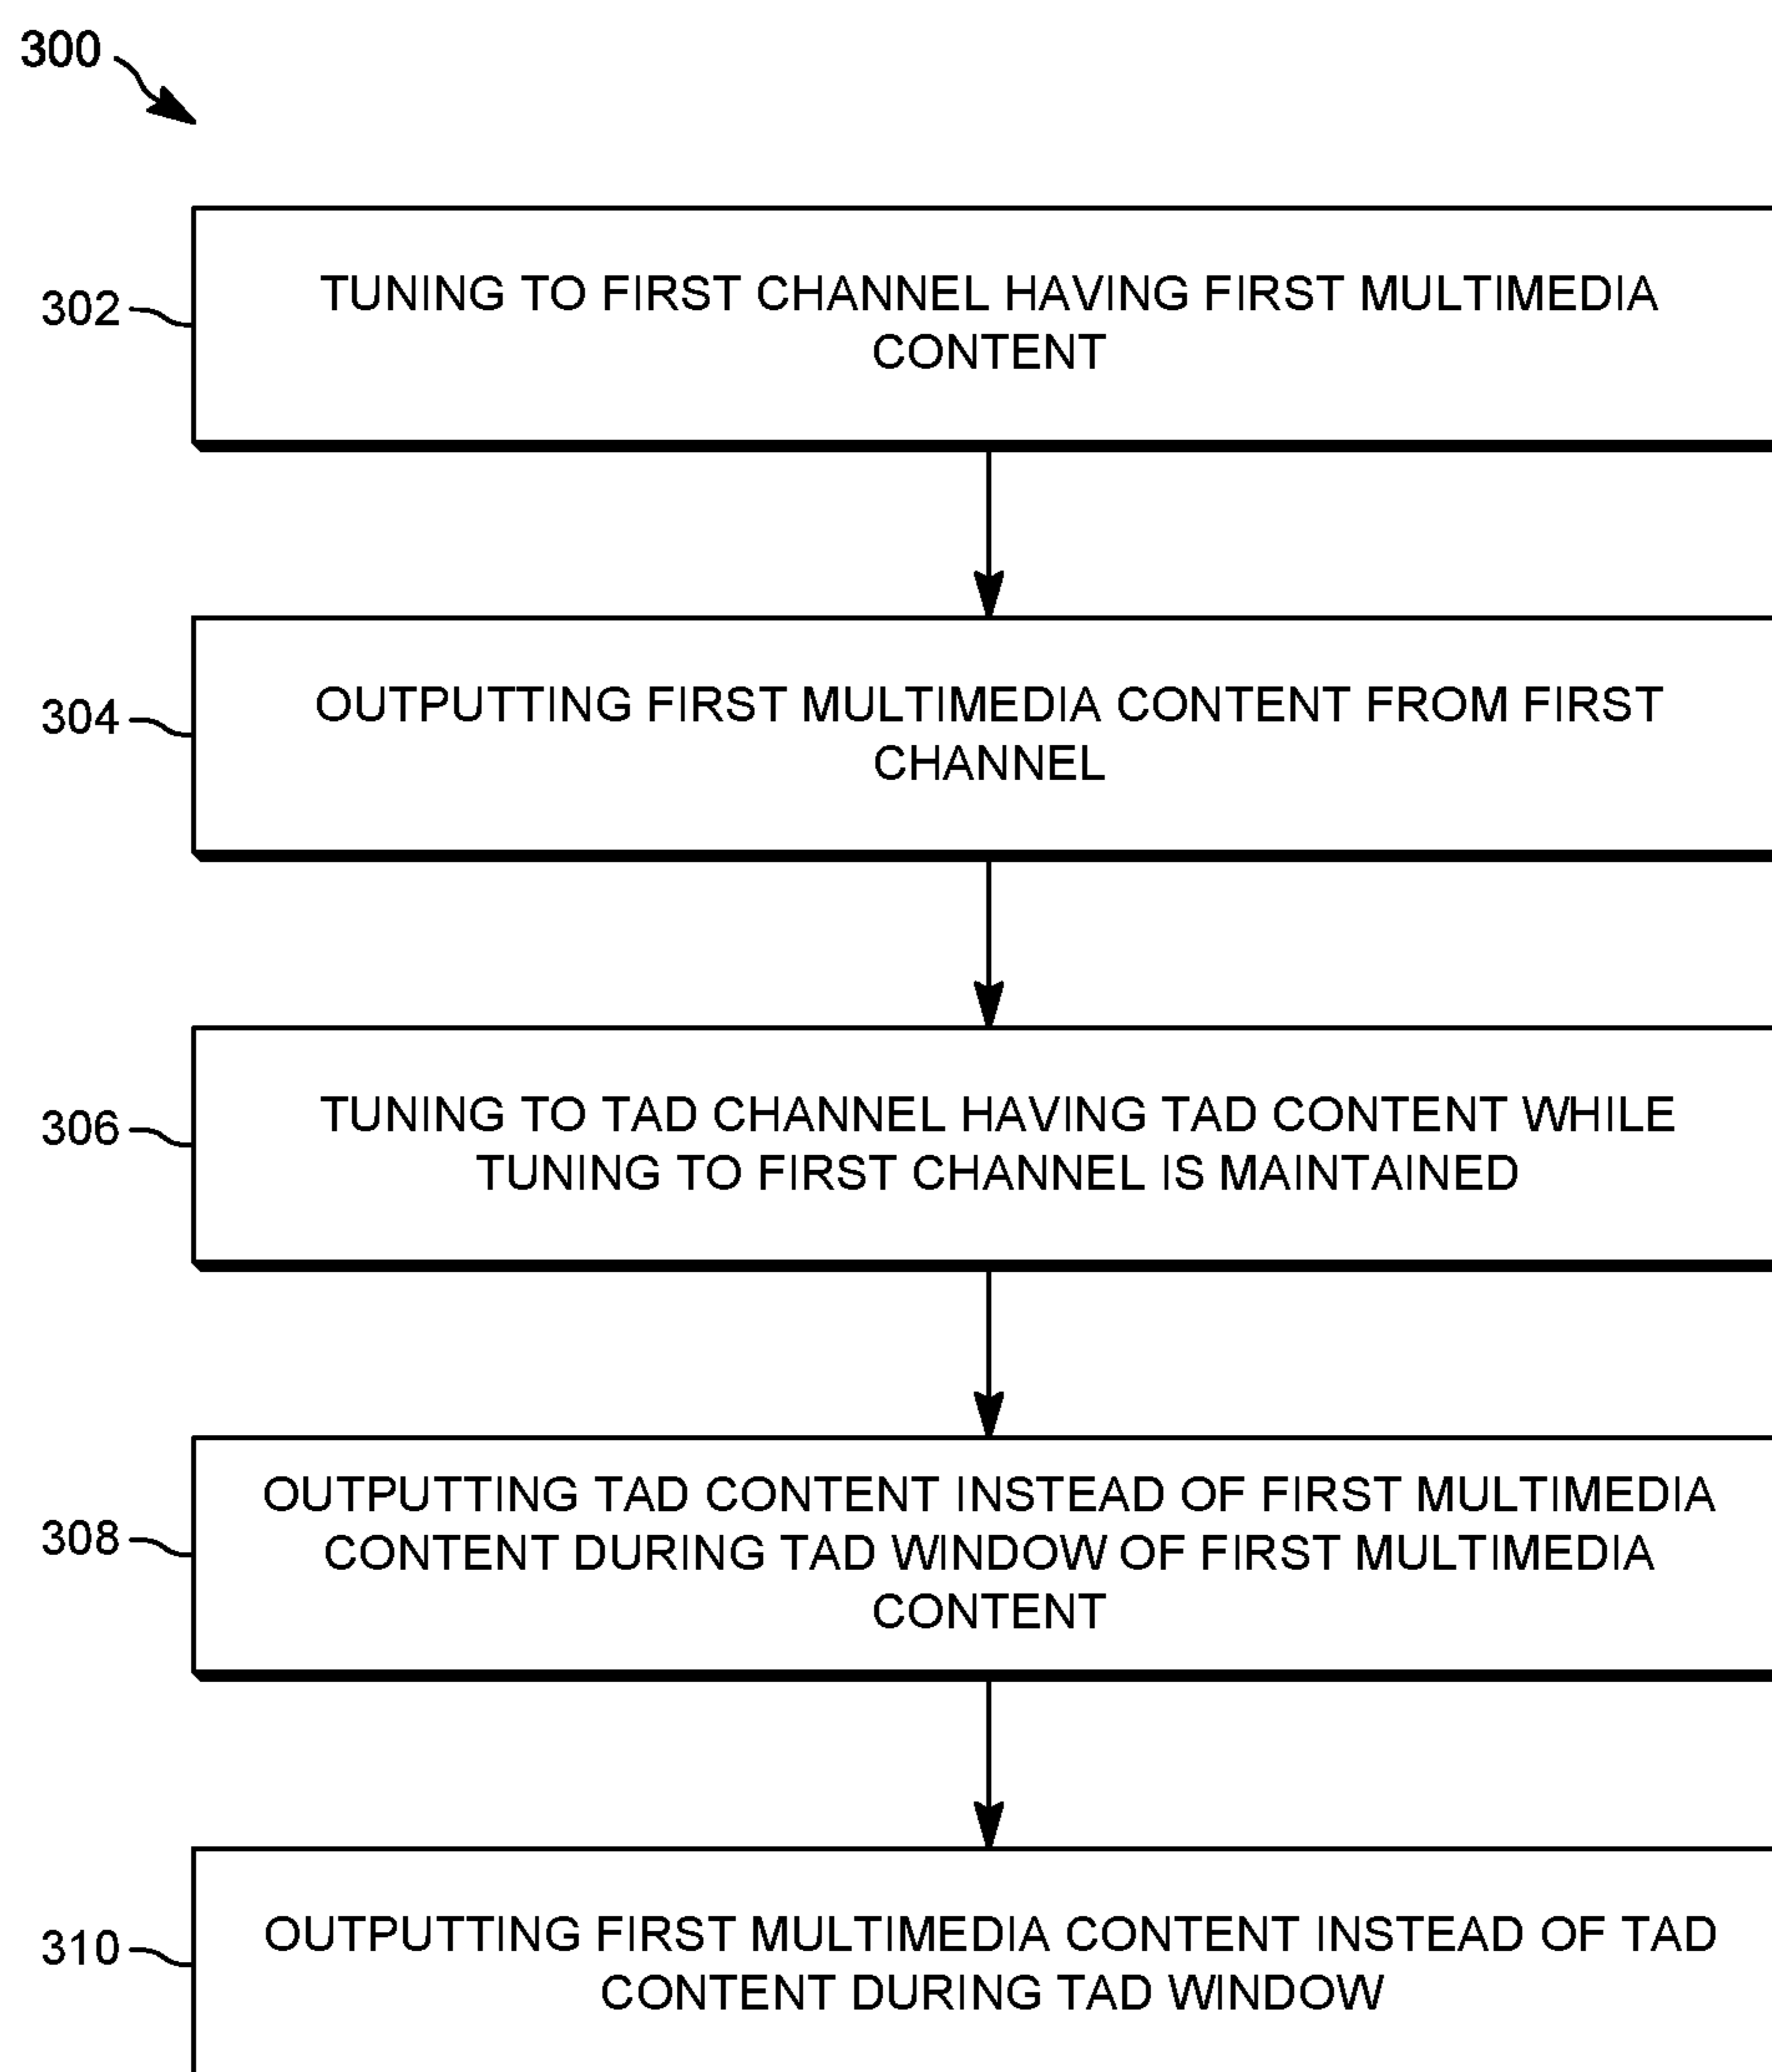 300
302
TUNING TO FIRST CHANNEL HAVING FIRST MULTIMEDIA
CONTENT
304
OUTPUTTING FIRST MULTIMEDIA CONTENT FROM FIRST
CHANNEL
306
TUNING TO TAD CHANNEL HAVING TAD CONTENT WHILE
TUNING TO FIRST CHANNEL IS MAINTAINED
308
OUTPUTTING TAD CONTENT INSTEAD OF FIRST MULTIMEDIA
CONTENT DURING TAD WINDOW OF FIRST MULTIMEDIA
CONTENT
310
OUTPUTTING FIRST MULTIMEDIA CONTENT INSTEAD OF TAD
CONTENT DURING TAD WINDOW